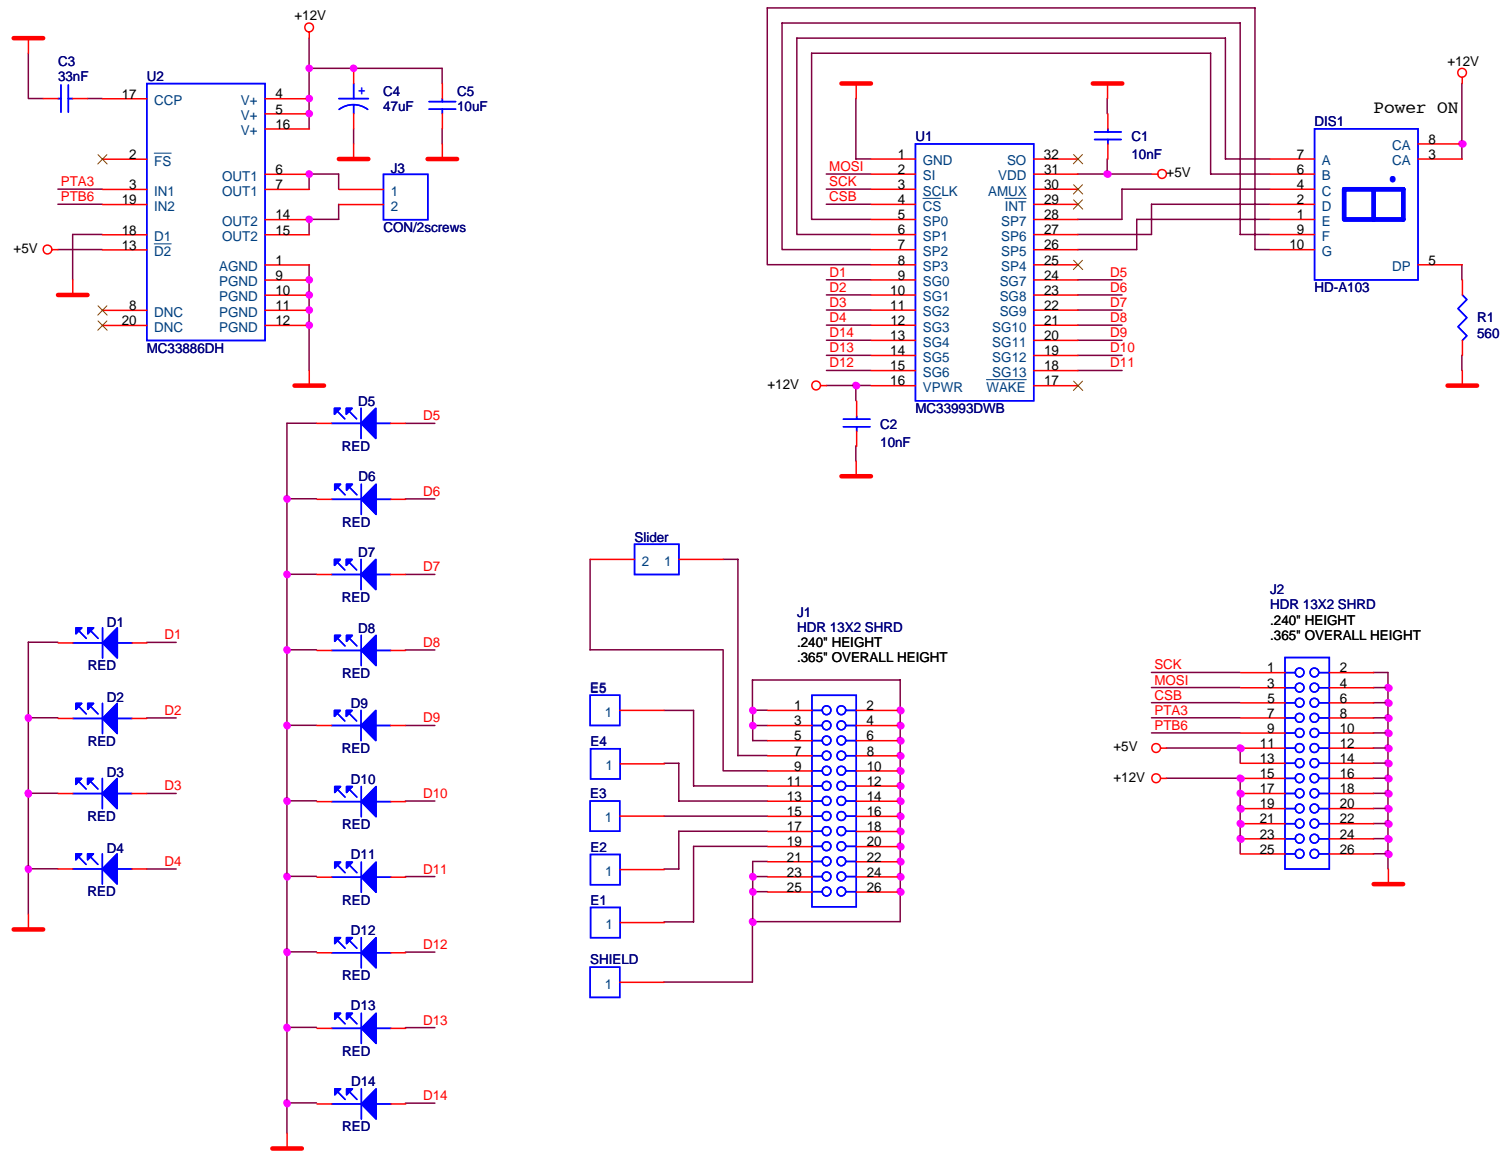 +12V
C3
33nF
U2
17 CCP
V+ 4
V+ 5
V+ 16
C4
47uF
C5
10uF
2 FS
PTA3 3 IN1
PTB6 19 IN2
OUT1 6
OUT1 7
J3
1
2
CON/2screws
OUT2 14
OUT2 15
18 D1
+5V 13 D2
AGND 1
PGND 9
PGND 10
PGND 11
PGND 12
8 DNC
20 DNC
MC33886DH
U1
1 GND
MOSI 2 SI
SCK 3 SCLK
CSB 4 CS
5 SP0
6 SP1
7 SP2
8 SP3
D1 9 SG0
D2 10 SG1
D3 11 SG2
D4 12 SG3
D14 13 SG4
D13 14 SG5
D12 15 SG6
+12V 16 VPWR
SO 32
VDD 31 +5V
AMUX 30
INT 29
SP7 28
SP6 27
SP5 26
SP4 25
SG7 24 D5
SG8 23 D6
SG9 22 D7
SG10 21 D8
SG11 20 D9
SG12 19 D10
SG13 18 D11
WAKE 17
MC33993DWB
C1
10nF
C2
10nF
+12V
Power ON
DIS1
7 A
6 B
4 C
2 D
1 E
9 F
10 G
CA 8
CA 3
DP 5
HD-A103
R1
560
D5 D5
RED
D6 D6
RED
D7 D7
RED
D8 D8
RED
D9 D9
RED
D10 D10
RED
D11 D11
RED
D12 D12
RED
D13 D13
RED
D14 D14
RED
D1 D1
RED
D2 D2
RED
D3 D3
RED
D4 D4
RED
Slider
2 1
J1
HDR 13X2 SHRD
.240" HEIGHT
.365" OVERALL HEIGHT
E5
1
E4
1
E3
1
E2
1
E1
1
SHIELD
1
1 2
3 4
5 6
7 8
9 10
11 12
13 14
15 16
17 18
19 20
21 22
23 24
25 26
J2
HDR 13X2 SHRD
.240" HEIGHT
.365" OVERALL HEIGHT
SCK 1 2
MOSI 3 4
CSB 5 6
PTA3 7 8
PTB6 9 10
+5V 11 12
13 14
+12V 15 16
17 18
19 20
21 22
23 24
25 26